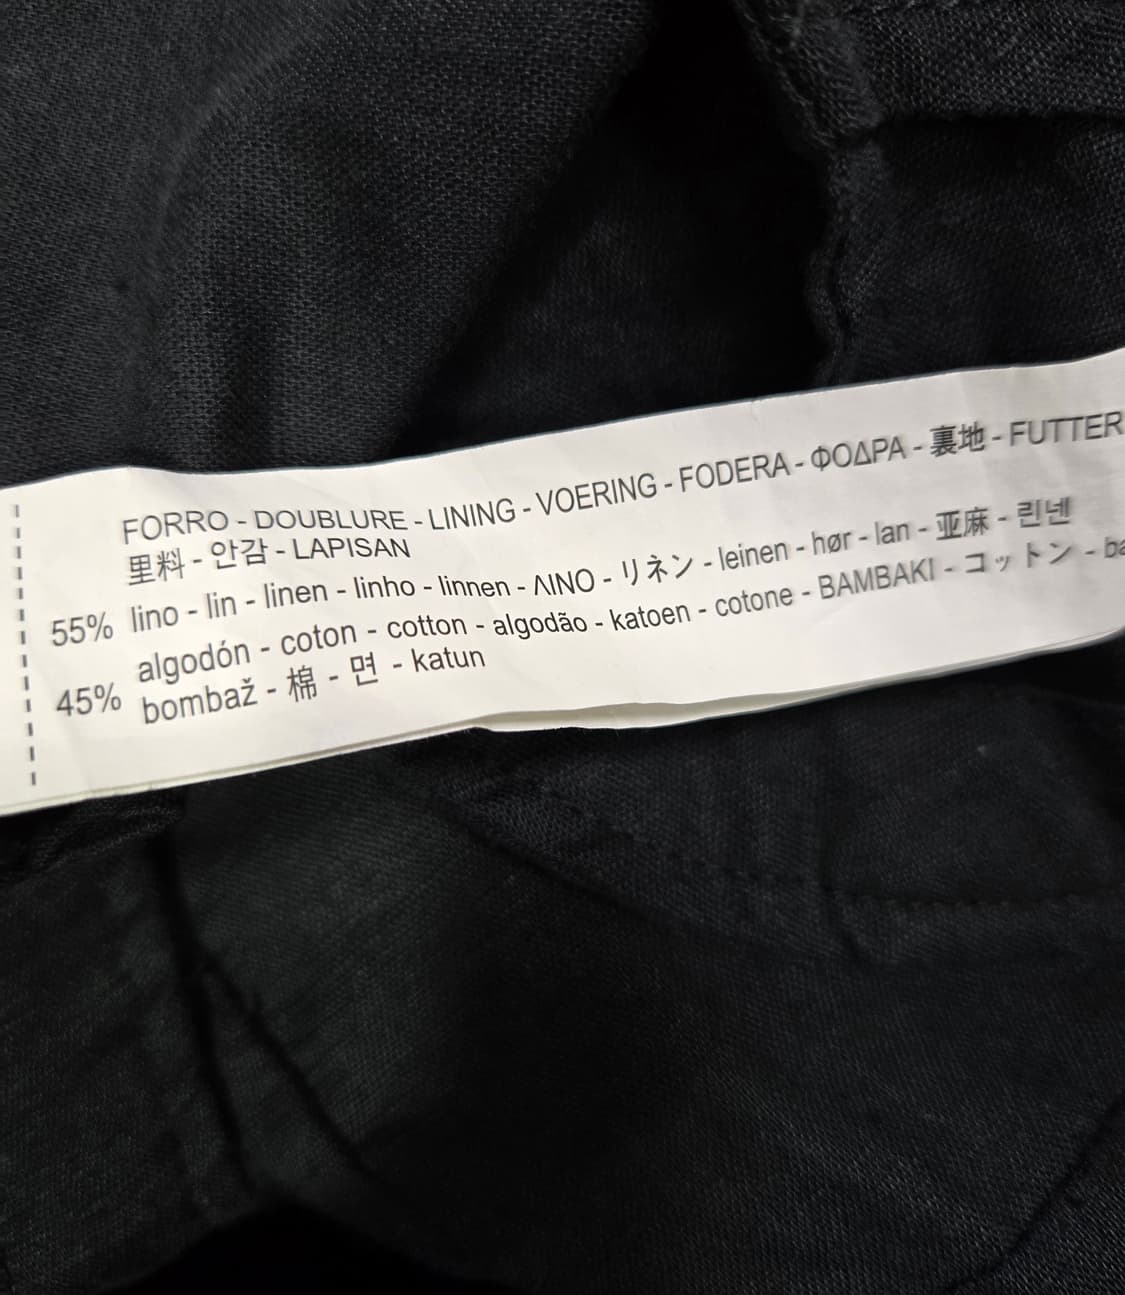 FORRO - DOUBLURE - LINING - VOERING - FODERA - ΦΟΔΡΑ - 裏地 - FUTTER
里料 - 안감 - LAPISAN
55% lino - lin - linen - linho - linnen - ΛΙΝΟ - リネン - leinen - hør - lan - 亚麻 - 린넨
45% algodón - coton - cotton - algodão - katoen - cotone - ΒΑΜΒΑΚΙ - コットン -
bombaž - 棉 - 면 - katun